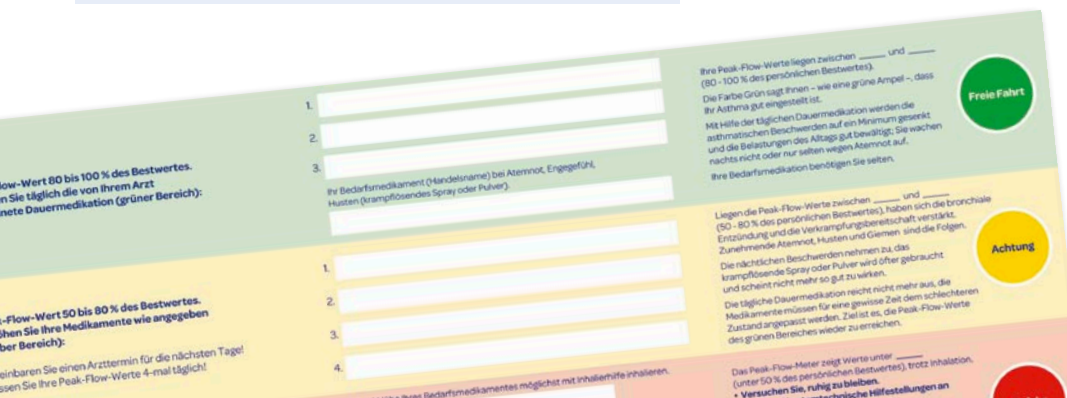 low-Wert 80 bis 100 % des Bestwertes.
n Sie täglich die von Ihrem Arzt
nete Dauermedikation (grüner Bereich):
1.
2.
3.
Ihr Bedarfsmedikament (Handelsname) bei Atemnot, Engegefühl,
Husten (krampflösendes Spray oder Pulver).
Ihre Peak-Flow-Werte liegen zwischen _____ und _____
(80 - 100 % des persönlichen Bestwertes).
Die Farbe Grün sagt Ihnen – wie eine grüne Ampel –, dass
Ihr Asthma gut eingestellt ist.
Mit Hilfe der täglichen Dauermedikation werden die
asthmatischen Beschwerden auf ein Minimum gesenkt
und die Belastungen des Alltags gut bewältigt; Sie wachen
nachts nicht oder nur selten wegen Atemnot auf.
Ihre Bedarfsmedikation benötigen Sie selten.
Freie Fahrt
-Flow-Wert 50 bis 80 % des Bestwertes.
öhen Sie Ihre Medikamente wie angegeben
ber Bereich):
einbaren Sie einen Arzttermin für die nächsten Tage!
ssen Sie Ihre Peak-Flow-Werte 4-mal täglich!
1.
2.
3.
4.
Liegen die Peak-Flow-Werte zwischen _____ und _____
(50 - 80 % des persönlichen Bestwertes), haben sich die bronchiale
Entzündung und die Verkrampfungsbereitschaft verstärkt.
Zunehmende Atemnot, Husten und Giemen sind die Folgen.
Die nächtlichen Beschwerden nehmen zu, das
krampflösende Spray oder Pulver wird öfter gebraucht
und scheint nicht mehr so gut zu wirken.
Die tägliche Dauermedikation reicht nicht mehr aus, die
Medikamente müssen für eine gewisse Zeit dem schlechteren
Zustand angepasst werden. Ziel ist es, die Peak-Flow-Werte
des grünen Bereiches wieder zu erreichen.
Achtung
Ihres Bedarfsmedikamentes möglichst mit Inhalierhilfe inhalieren.
Das Peak-Flow-Meter zeigt Werte unter _____
(unter 50 % des persönlichen Bestwertes), trotz Inhalation,
• Versuchen Sie, ruhig zu bleiben.
technische Hilfestellungen an